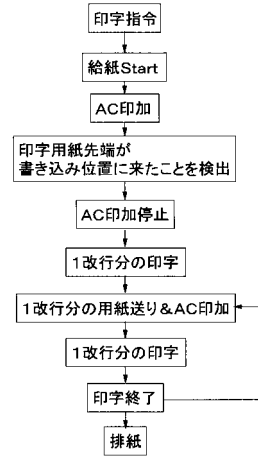 印字指令
給紙Start
AC印加
印字用紙先端が
書き込み位置に来たことを検出
AC印加停止
1改行分の印字
1改行分の用紙送り&AC印加
1改行分の印字
印字終了
排紙